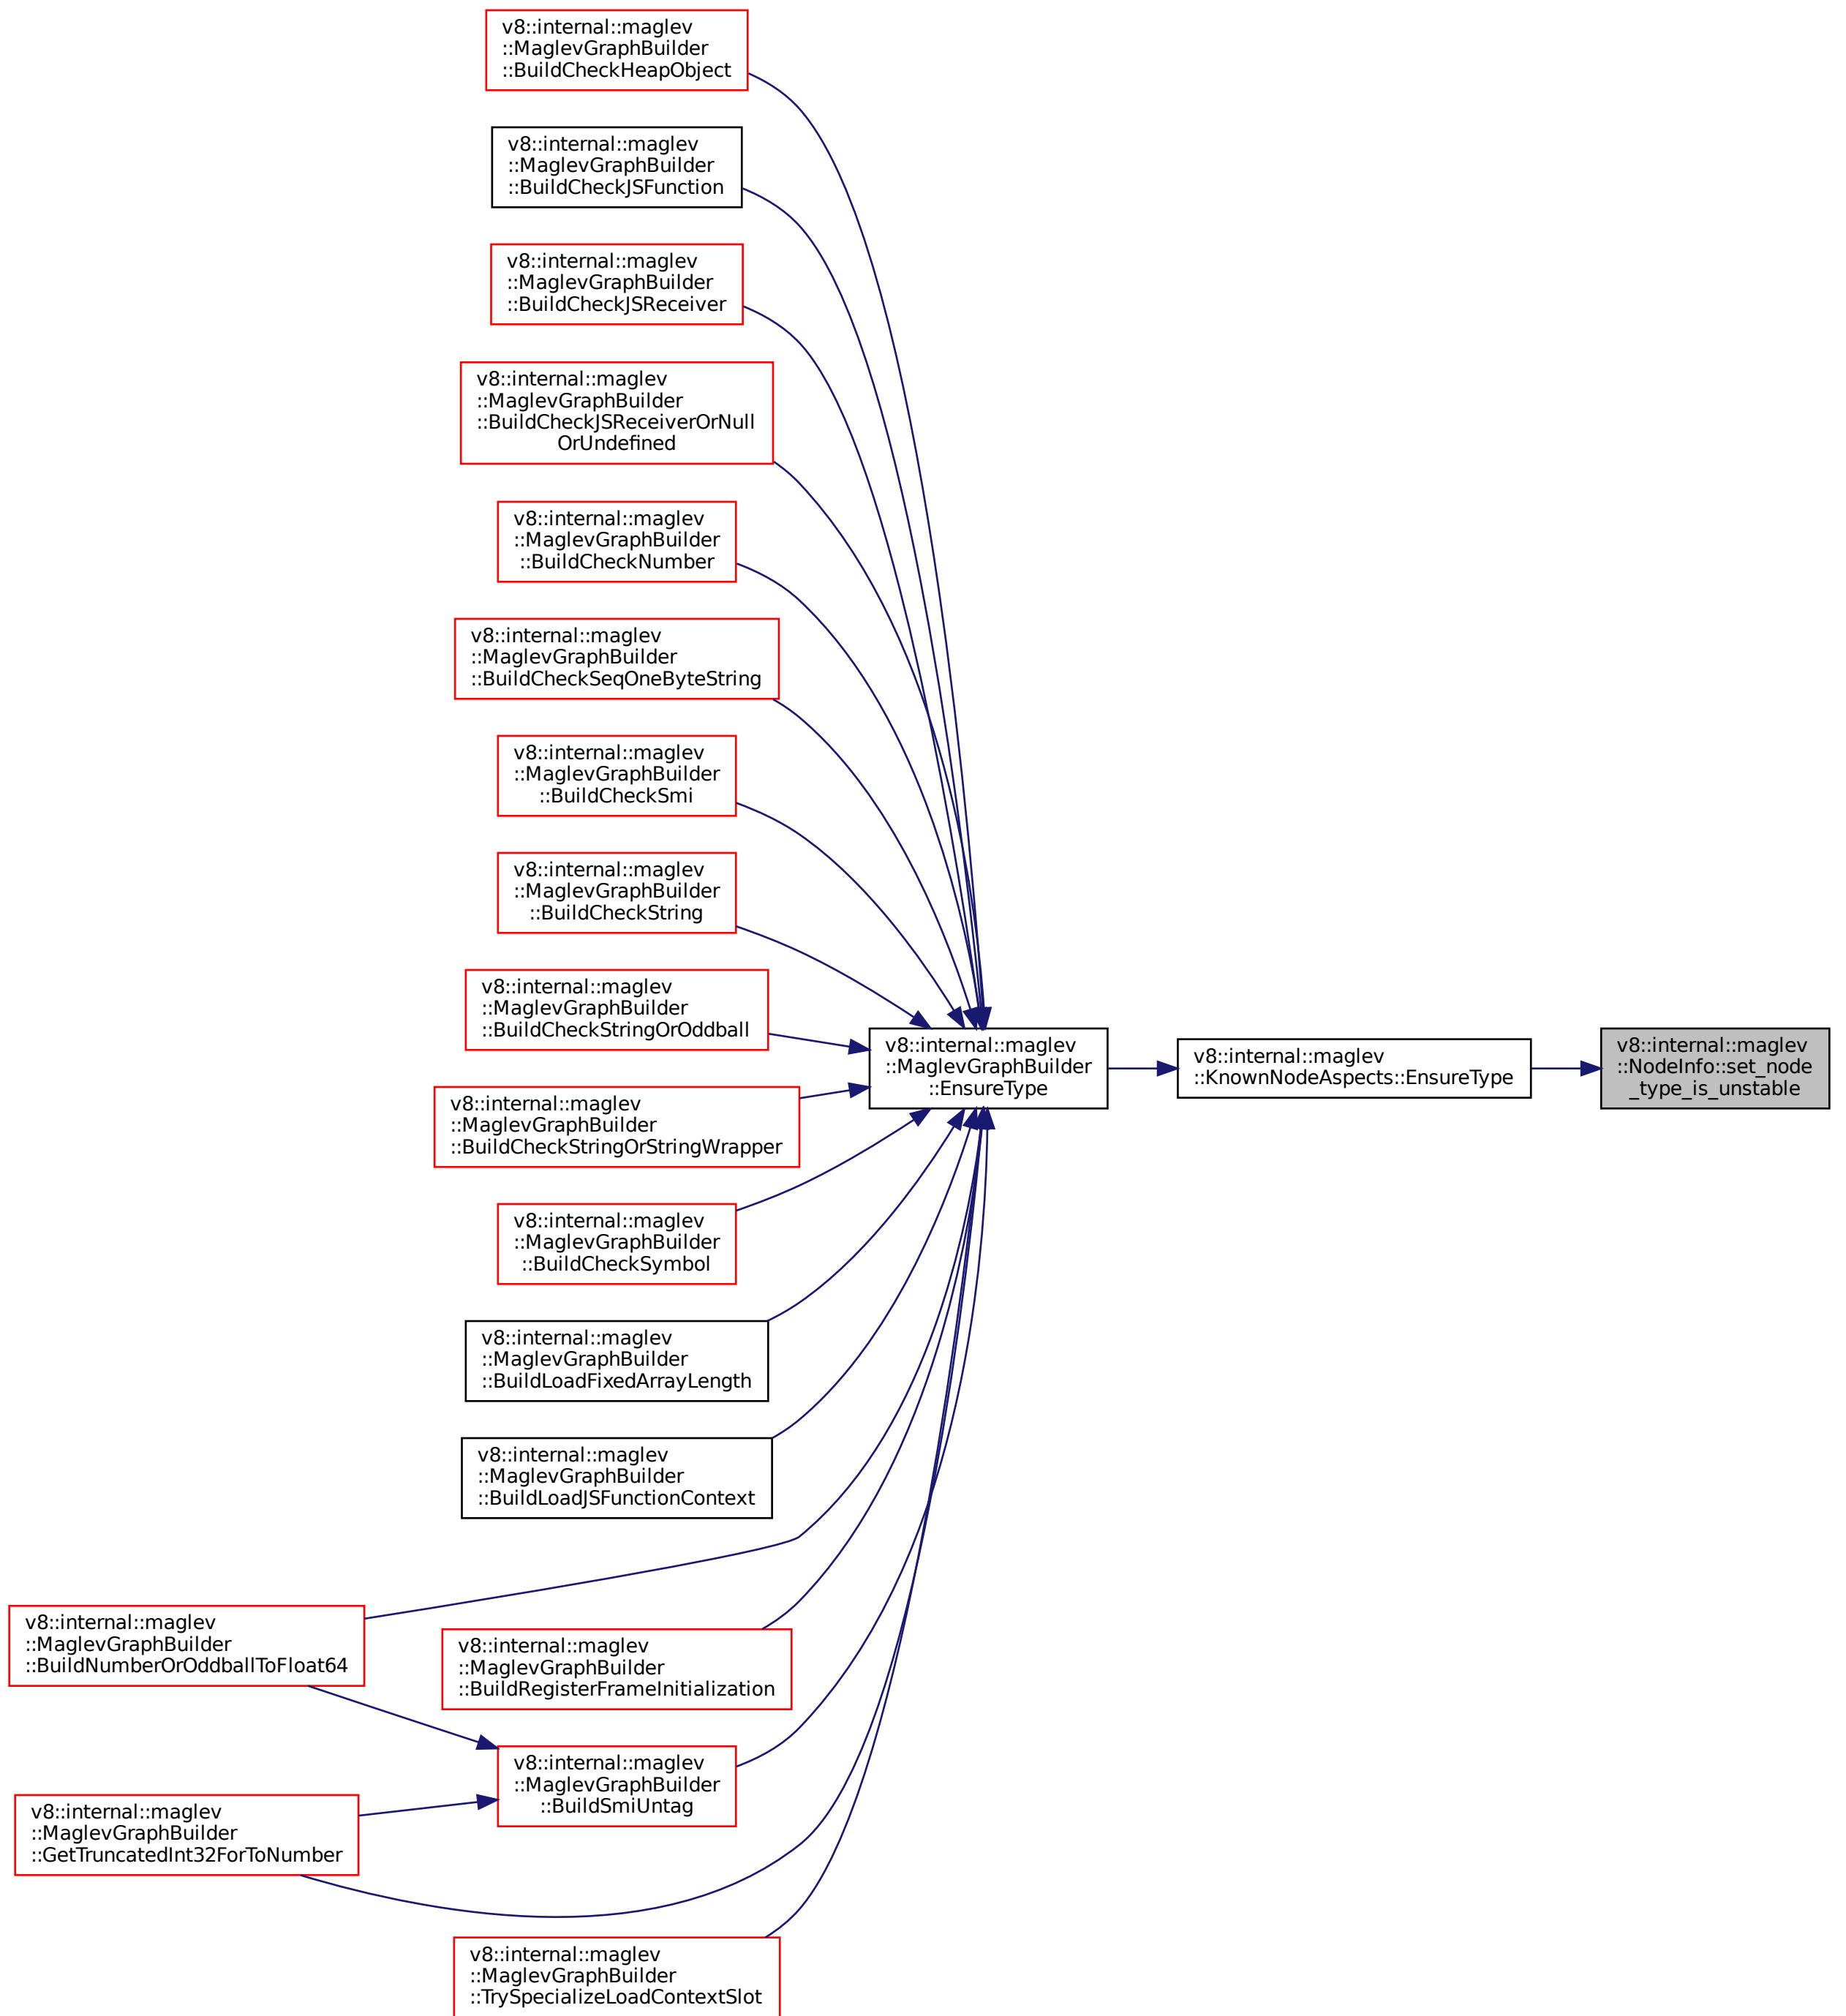 v8::internal::maglev
::MaglevGraphBuilder
::BuildCheckHeapObject
v8::internal::maglev
::MaglevGraphBuilder
::BuildCheckJSFunction
v8::internal::maglev
::MaglevGraphBuilder
::BuildCheckJSReceiver
v8::internal::maglev
::MaglevGraphBuilder
::BuildCheckJSReceiverOrNull
OrUndefined
v8::internal::maglev
::MaglevGraphBuilder
::BuildCheckNumber
v8::internal::maglev
::MaglevGraphBuilder
::BuildCheckSeqOneByteString
v8::internal::maglev
::MaglevGraphBuilder
::BuildCheckSmi
v8::internal::maglev
::MaglevGraphBuilder
::BuildCheckString
v8::internal::maglev
::MaglevGraphBuilder
::BuildCheckStringOrOddball
v8::internal::maglev
::MaglevGraphBuilder
::EnsureType
v8::internal::maglev
::KnownNodeAspects::EnsureType
v8::internal::maglev
::NodeInfo::set_node
_type_is_unstable
v8::internal::maglev
::MaglevGraphBuilder
::BuildCheckStringOrStringWrapper
v8::internal::maglev
::MaglevGraphBuilder
::BuildCheckSymbol
v8::internal::maglev
::MaglevGraphBuilder
::BuildLoadFixedArrayLength
v8::internal::maglev
::MaglevGraphBuilder
::BuildLoadJSFunctionContext
v8::internal::maglev
::MaglevGraphBuilder
::BuildNumberOrOddballToFloat64
v8::internal::maglev
::MaglevGraphBuilder
::BuildRegisterFrameInitialization
v8::internal::maglev
::MaglevGraphBuilder
::BuildSmiUntag
v8::internal::maglev
::MaglevGraphBuilder
::GetTruncatedInt32ForToNumber
v8::internal::maglev
::MaglevGraphBuilder
::TrySpecializeLoadContextSlot